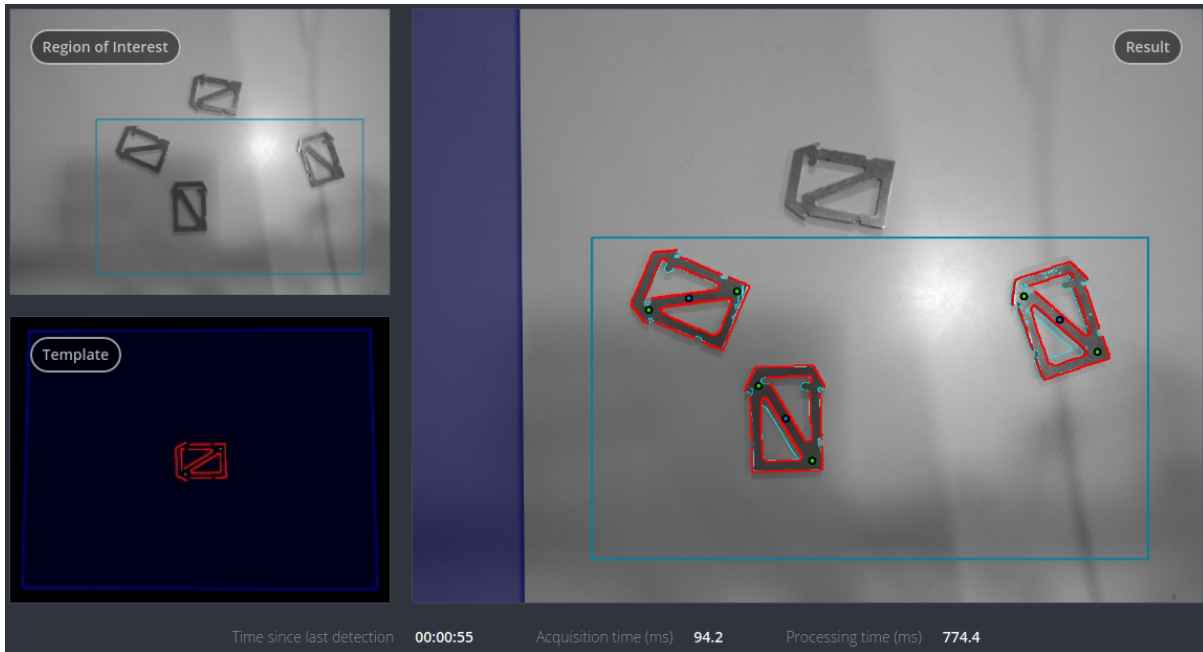 Region of Interest
Result
Template
Time since last detection 00:00:55 Acquisition time (ms) 94.2 Processing time (ms) 774.4